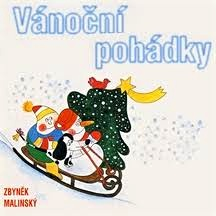 Vánoční
pohádky
ZBYNĚK
MALINSKÝ